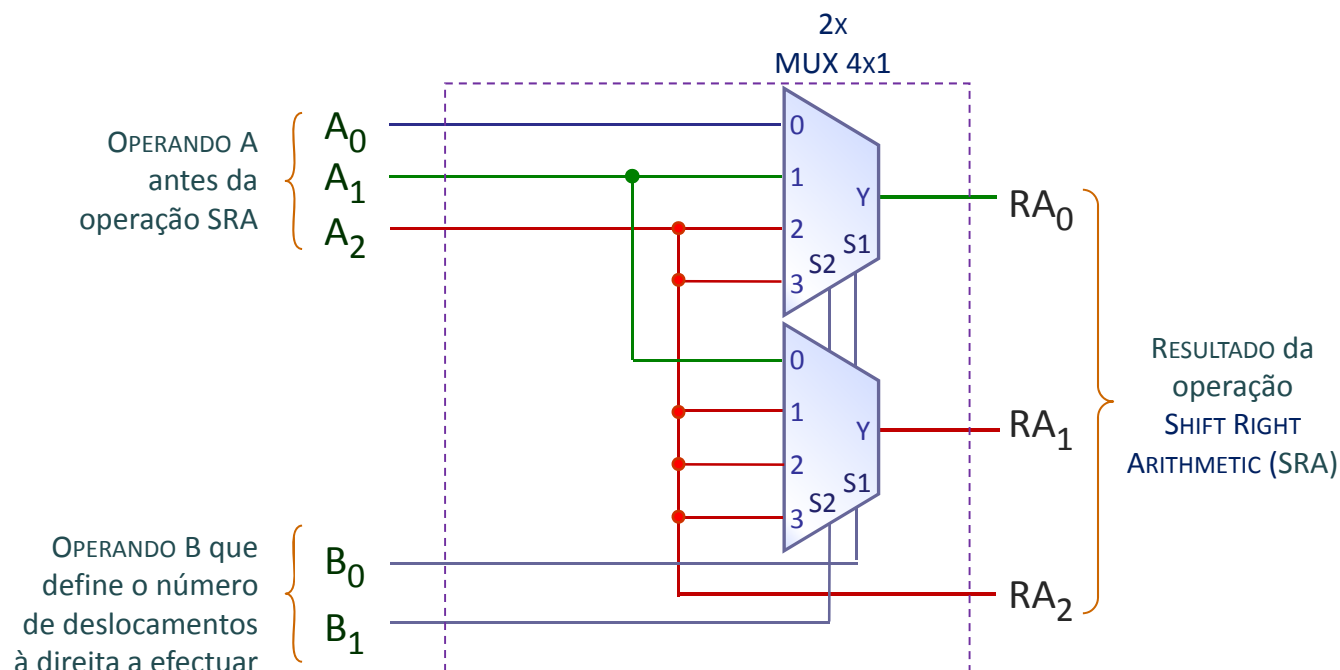 2x
MUX 4x1
OPERANDO A
antes da
operação SRA
A0
A1
A2
0
1
2
3
Y
S2
S1
RA0
0
1
2
3
Y
S2
S1
RA1
RA2
RESULTADO da
operação
SHIFT RIGHT
ARITHMETIC (SRA)
OPERANDO B que
define o número
de deslocamentos
à direita a efectuar
B0
B1